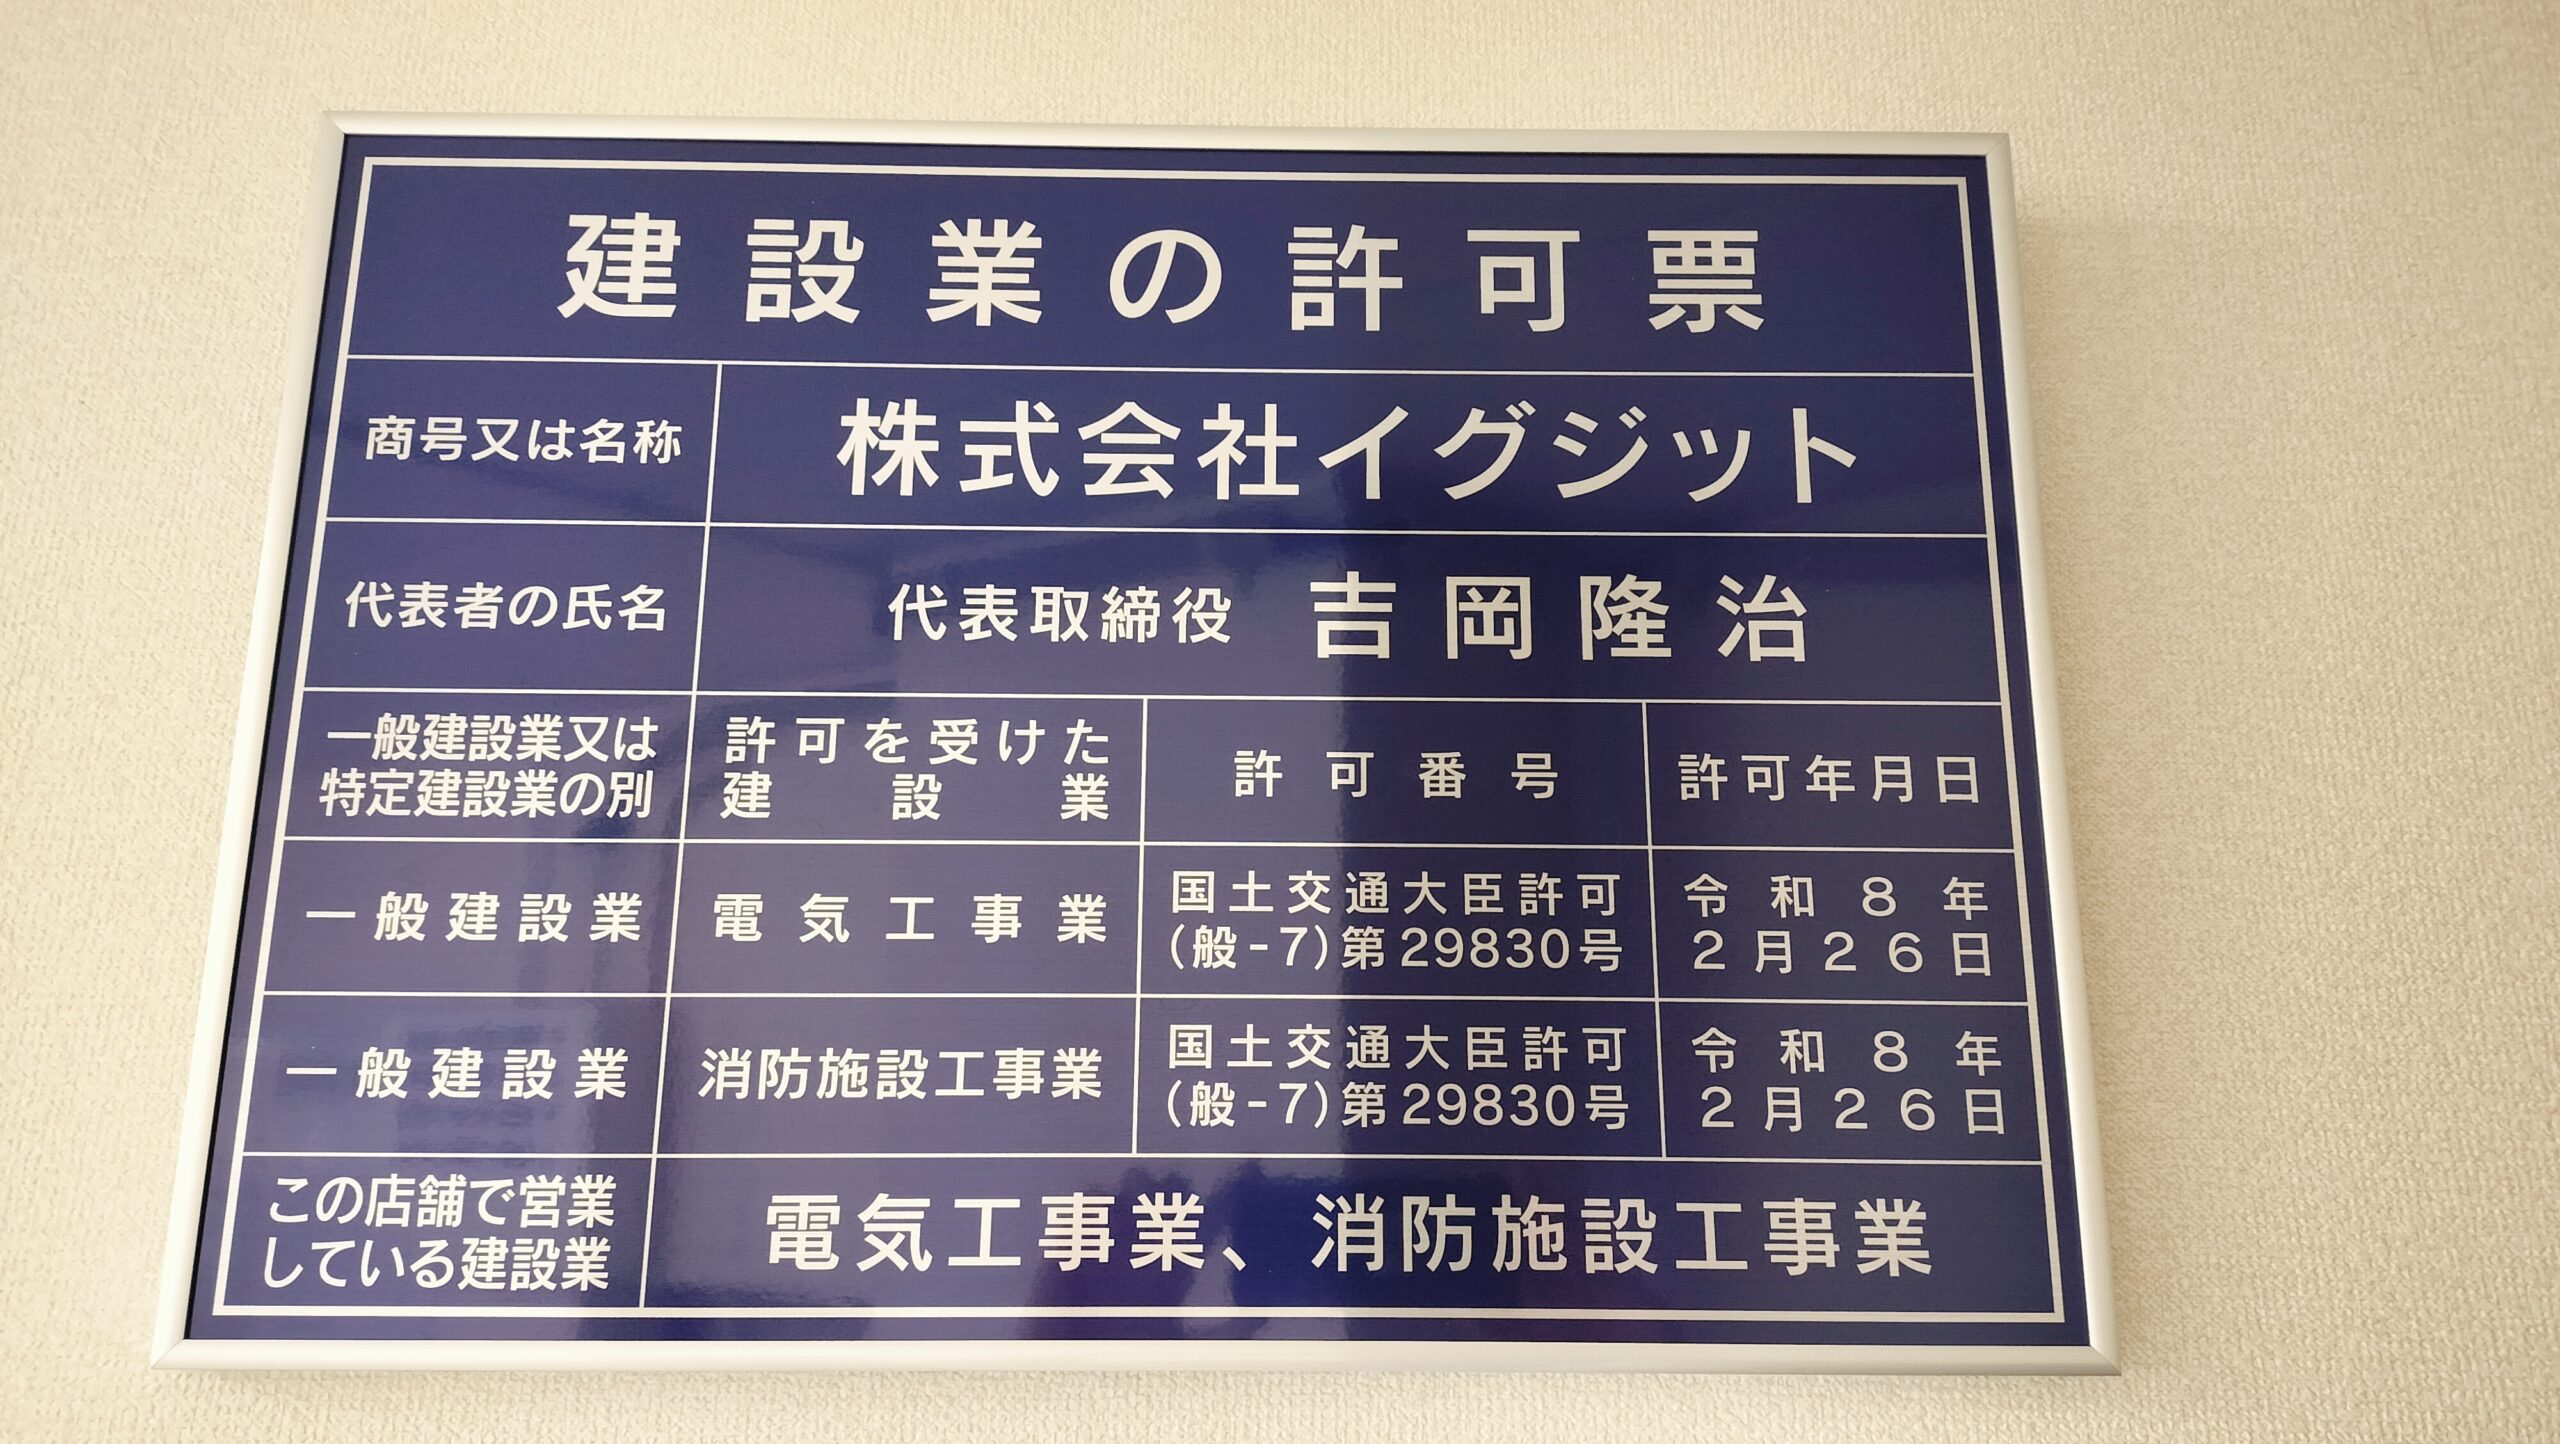 建設業の許可票
商号又は名称
株式会社イグジット
代表者の氏名
代表取締役 吉岡隆治
一般建設業又は
特定建設業の別
許可を受けた
建設業
許可番号
許可年月日
一般建設業
電気工事業
国土交通大臣許可
(般-7)第29830号
令和8年
2月26日
一般建設業
消防施設工事業
国土交通大臣許可
(般-7)第29830号
令和8年
2月26日
この店舗で営業
している建設業
電気工事業、消防施設工事業